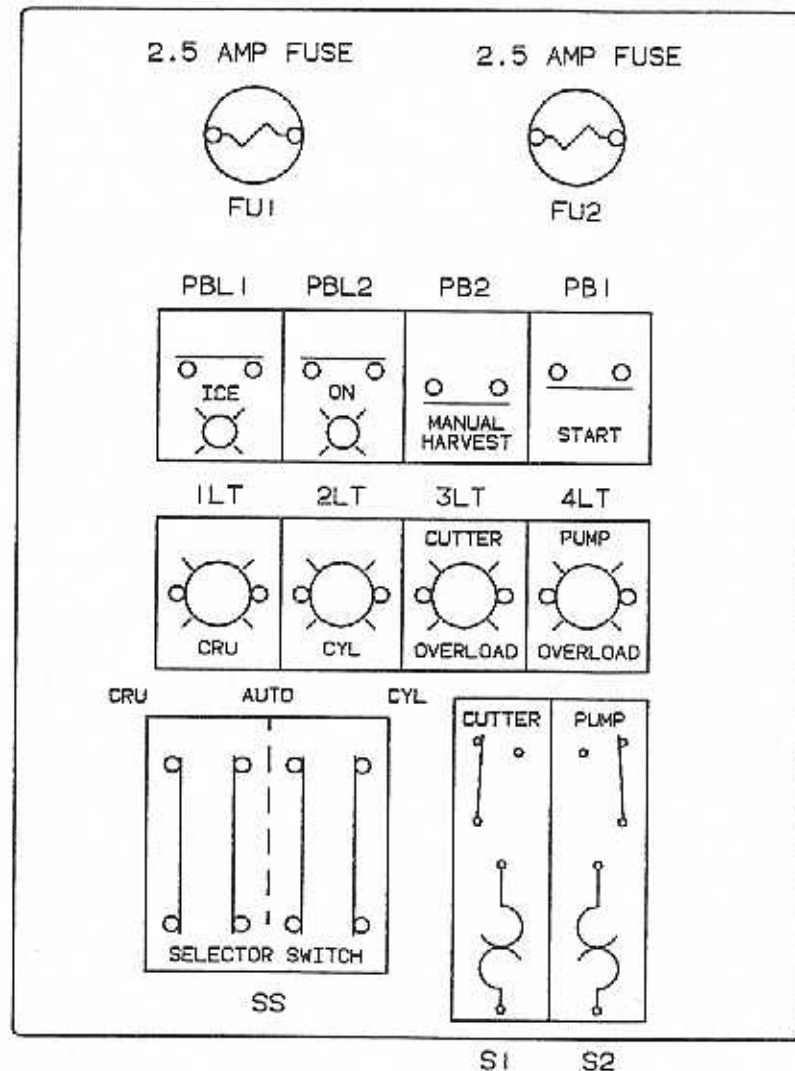 2.5 AMP FUSE 2.5 AMP FUSE
FU1 FU2
PBL1 PBL2 PB2 PB1
ICE ON MANUAL HARVEST START
1LT 2LT 3LT 4LT
CUTTER PUMP
CRU CYL OVERLOAD OVERLOAD
CRU AUTO CYL
CUTTER PUMP
SELECTOR SWITCH
SS
S1 S2